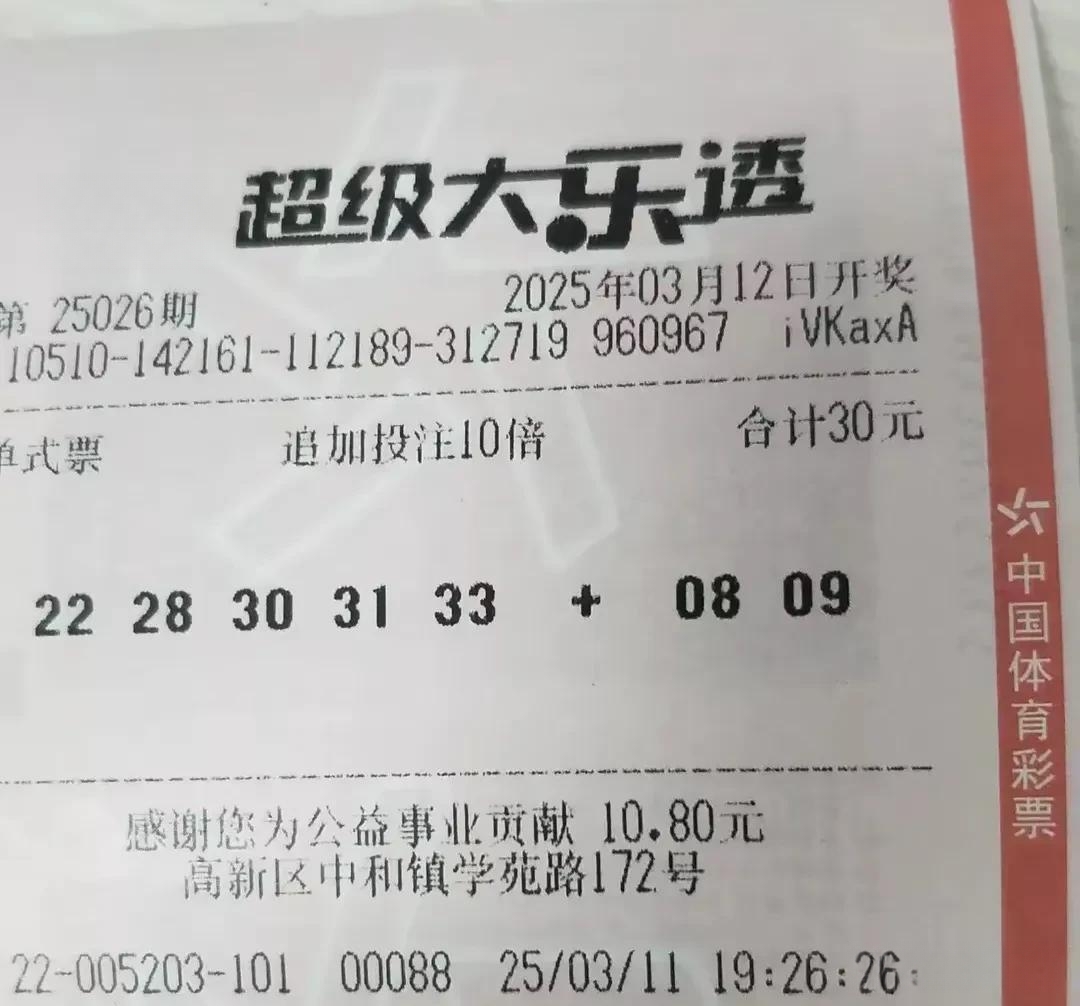 超级大乐透
第 25026期 2025年03月12日开奖
10510-142161-112189-312719 960967 iVKaxA
单式票 追加投注10倍 合计30元
22 28 30 31 33 + 08 09
感谢您为公益事业贡献 10.80元
高新区中和镇学苑路172号
22-005203-101 00088 25/03/11 19:26:26
中国体育彩票